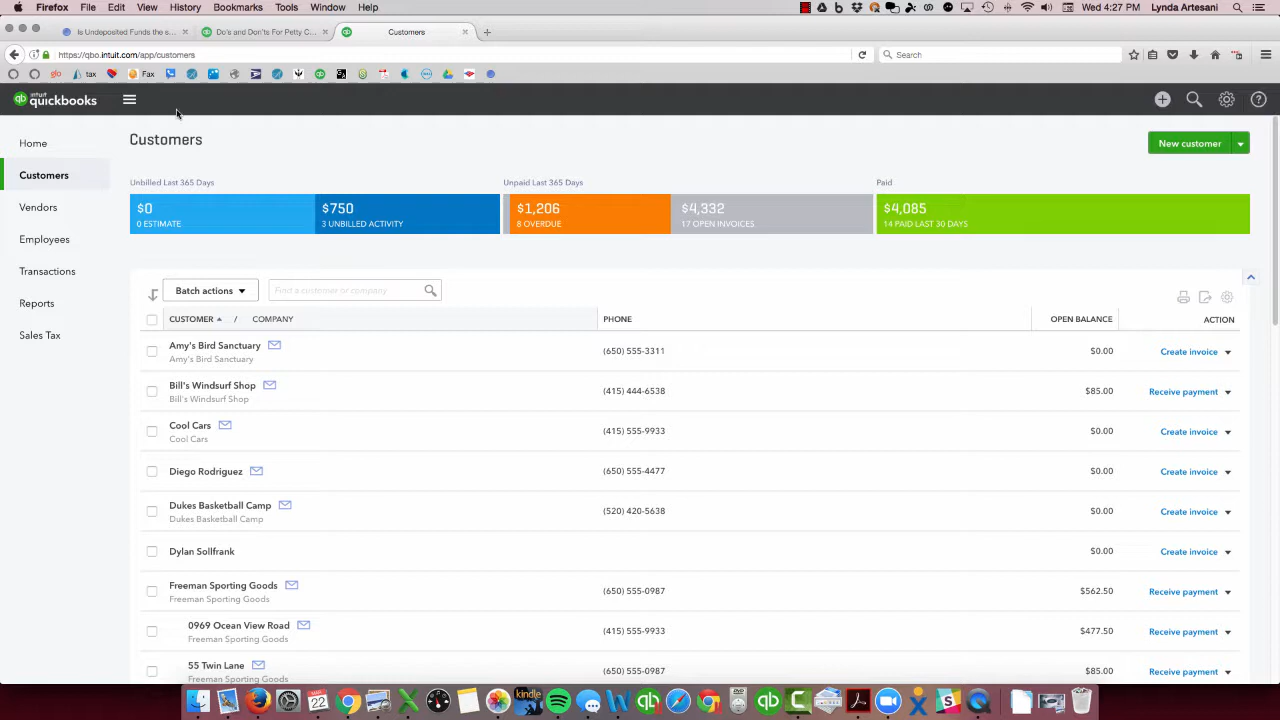 Firefox File Edit View History Bookmarks Tools Window Help
Wed 4:27 PM Lynda Artesani
Is Undeposited Funds the s...
Do's and Don'ts For Petty C...
Customers
https://qbo.intuit.com/app/customers
Search
glo tax Fax
intuit
quickbooks
Home
Customers
Vendors
Employees
Transactions
Reports
Sales Tax
Customers
New customer
Unbilled Last 365 Days
Unpaid Last 365 Days
Paid
$0
0 ESTIMATE
$750
3 UNBILLED ACTIVITY
$1,206
8 OVERDUE
$4,332
17 OPEN INVOICES
$4,085
14 PAID LAST 30 DAYS
Batch actions
Find a customer or company
CUSTOMER / COMPANY PHONE OPEN BALANCE ACTION
Amy's Bird Sanctuary (650) 555-3311 $0.00 Create invoice
Amy's Bird Sanctuary
Bill's Windsurf Shop (415) 444-6538 $85.00 Receive payment
Bill's Windsurf Shop
Cool Cars (415) 555-9933 $0.00 Create invoice
Cool Cars
Diego Rodriguez (650) 555-4477 $0.00 Create invoice
Dukes Basketball Camp (520) 420-5638 $0.00 Create invoice
Dukes Basketball Camp
Dylan Sollfrank $0.00 Create invoice
Freeman Sporting Goods (650) 555-0987 $562.50 Receive payment
Freeman Sporting Goods
0969 Ocean View Road (415) 555-9933 $477.50 Receive payment
Freeman Sporting Goods
55 Twin Lane (650) 555-0987 $85.00 Receive payment
22
kindle